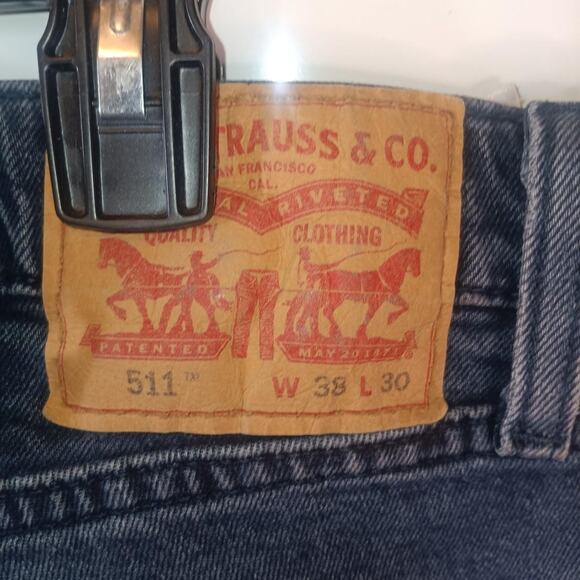 TRAUSS & CO.
AN FRANCISCO
CAL.
AL RIVETED
QUALITY CLOTHING
PATENTED MAY 20 1873
511™ W 38 L 30